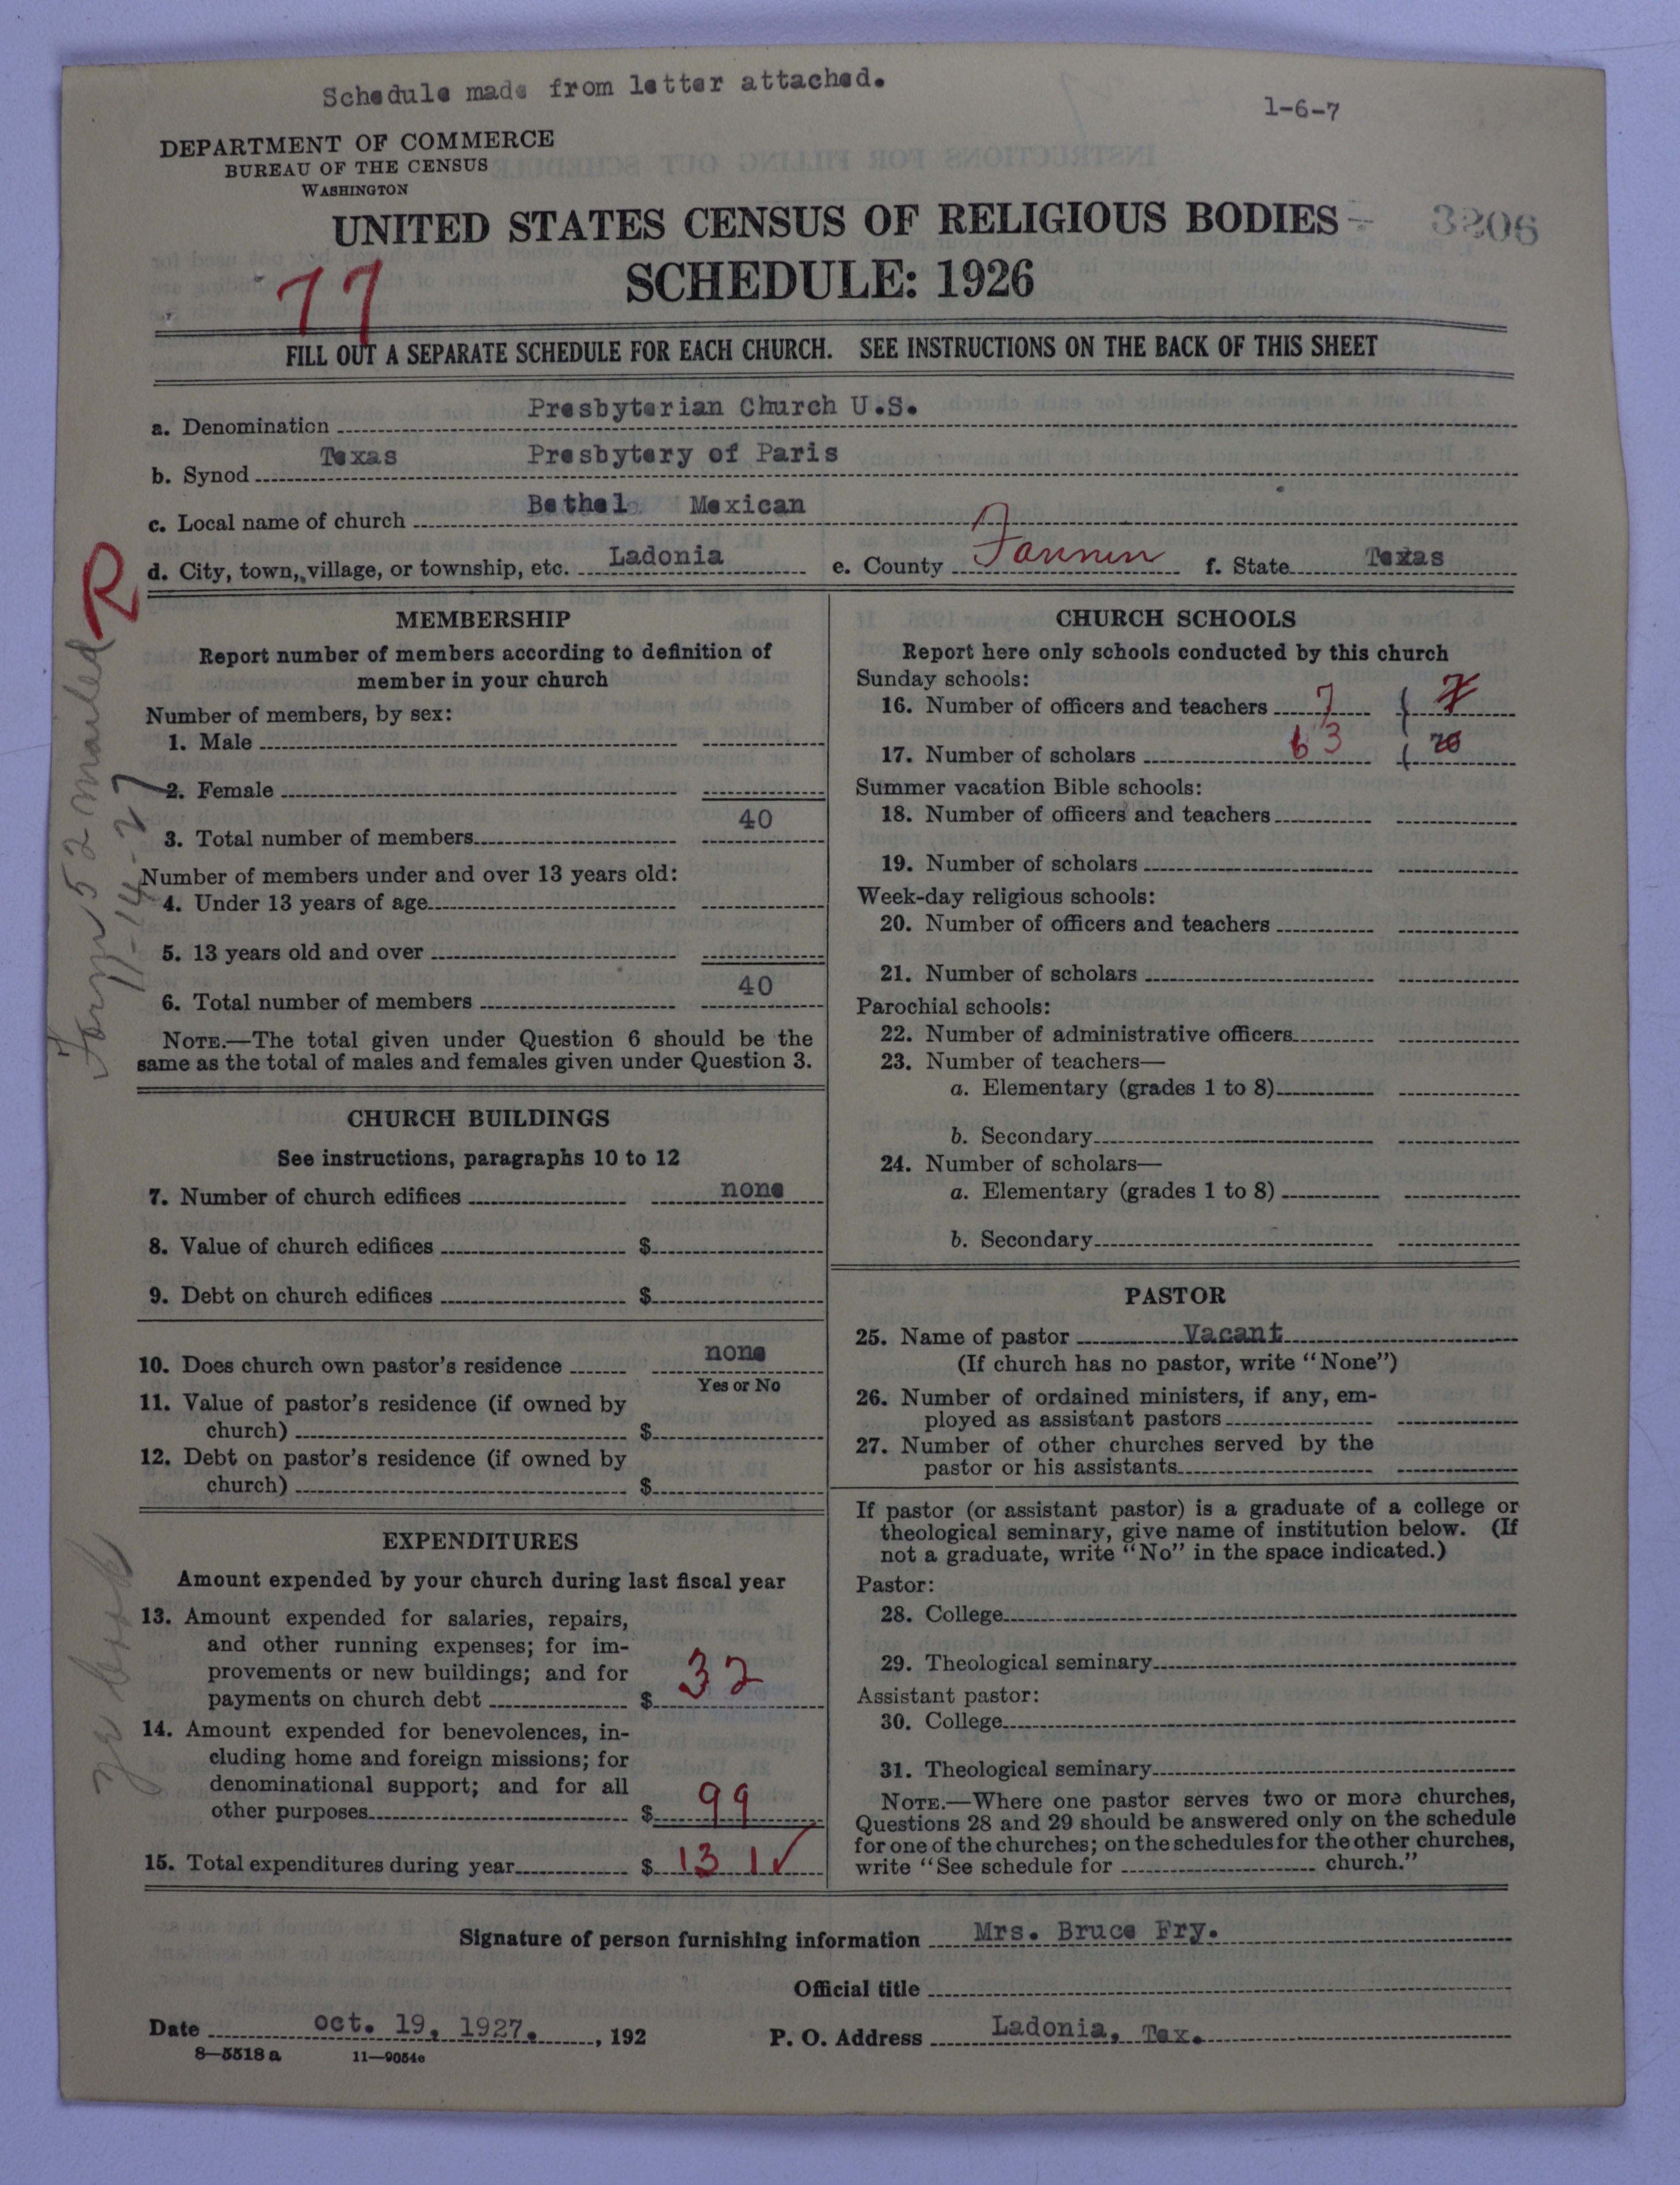 Schedule made from letter attached.
1-6-7
DEPARTMENT OF COMMERCE
BUREAU OF THE CENSUS
WASHINGTON
UNITED STATES CENSUS OF RELIGIOUS BODIES
3206
77
SCHEDULE: 1926
FILL OUT A SEPARATE SCHEDULE FOR EACH CHURCH. SEE INSTRUCTIONS ON THE BACK OF THIS SHEET
a. Denomination Presbyterian Church U.S.
b. Synod Texas Presbytery of Paris
c. Local name of church Bethel Mexican
d. City, town, village, or township, etc. Ladonia e. County Fannin f. State Texas
R
Form 52 mailed
11-14-27
MEMBERSHIP
Report number of members according to definition of
member in your church
Number of members, by sex:
1. Male
2. Female
3. Total number of members 40
Number of members under and over 13 years old:
4. Under 13 years of age
5. 13 years old and over
6. Total number of members 40
NOTE.—The total given under Question 6 should be the
same as the total of males and females given under Question 3.
CHURCH BUILDINGS
See instructions, paragraphs 10 to 12
7. Number of church edifices none
8. Value of church edifices $
9. Debt on church edifices $
10. Does church own pastor's residence none
Yes or No
11. Value of pastor's residence (if owned by
church) $
12. Debt on pastor's residence (if owned by
church) $
EXPENDITURES
Amount expended by your church during last fiscal year
13. Amount expended for salaries, repairs,
and other running expenses; for im-
provements or new buildings; and for
payments on church debt $ 32
14. Amount expended for benevolences, in-
cluding home and foreign missions; for
denominational support; and for all
other purposes $ 99
15. Total expenditures during year $ 131 ✓
CHURCH SCHOOLS
Report here only schools conducted by this church
Sunday schools:
16. Number of officers and teachers 7 ( 7
17. Number of scholars 63 ( 70
Summer vacation Bible schools:
18. Number of officers and teachers
19. Number of scholars
Week-day religious schools:
20. Number of officers and teachers
21. Number of scholars
Parochial schools:
22. Number of administrative officers
23. Number of teachers—
a. Elementary (grades 1 to 8)
b. Secondary
24. Number of scholars—
a. Elementary (grades 1 to 8)
b. Secondary
PASTOR
25. Name of pastor Vacant
(If church has no pastor, write "None")
26. Number of ordained ministers, if any, em-
ployed as assistant pastors
27. Number of other churches served by the
pastor or his assistants
If pastor (or assistant pastor) is a graduate of a college or
theological seminary, give name of institution below. (If
not a graduate, write "No" in the space indicated.)
Pastor:
28. College
29. Theological seminary
Assistant pastor:
30. College
31. Theological seminary
NOTE.—Where one pastor serves two or more churches,
Questions 28 and 29 should be answered only on the schedule
for one of the churches; on the schedules for the other churches,
write "See schedule for church."
Signature of person furnishing information Mrs. Bruce Fry.
Official title
Date oct. 19, 1927. , 192
P. O. Address Ladonia, Tex.
8—5518 a 11—9054e